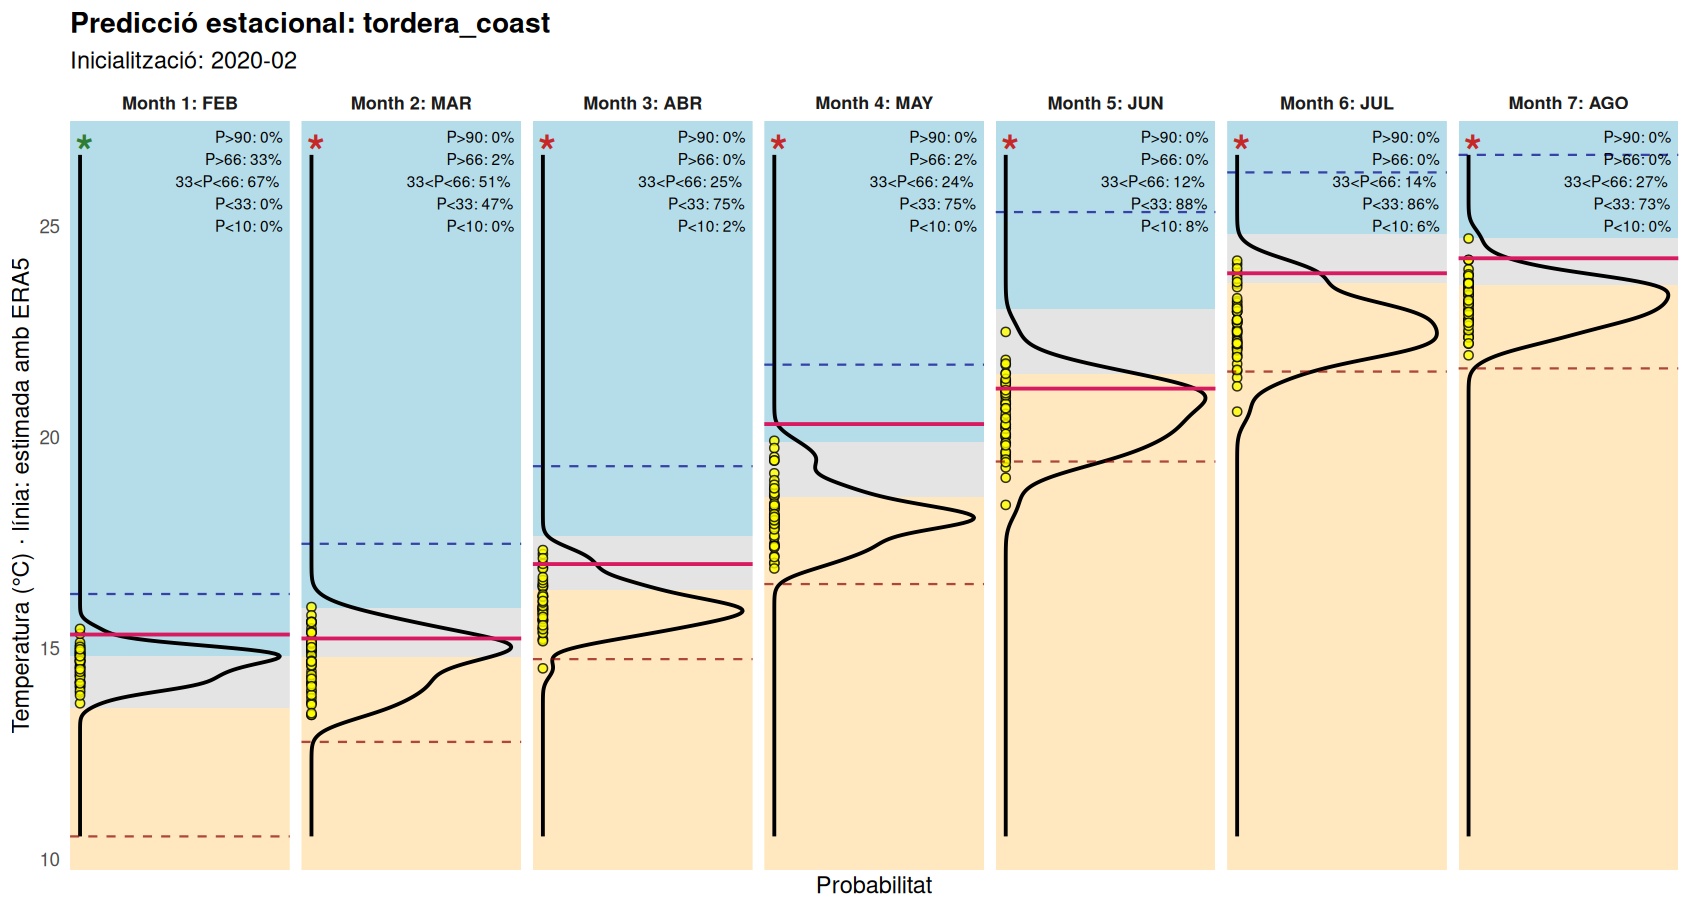 Predicció estacional: tordera_coast
Inicialització: 2020-02
Month 1: FEB
Month 2: MAR
Month 3: ABR
Month 4: MAY
Month 5: JUN
Month 6: JUL
Month 7: AGO
*
P>90: 0%
P>66: 33%
33<P<66: 67%
P<33: 0%
P<10: 0%
*
P>90: 0%
P>66: 2%
33<P<66: 51%
P<33: 47%
P<10: 0%
*
P>90: 0%
P>66: 0%
33<P<66: 25%
P<33: 75%
P<10: 2%
*
P>90: 0%
P>66: 2%
33<P<66: 24%
P<33: 75%
P<10: 0%
*
P>90: 0%
P>66: 0%
33<P<66: 12%
P<33: 88%
P<10: 8%
*
P>90: 0%
P>66: 0%
33<P<66: 14%
P<33: 86%
P<10: 6%
*
P>90: 0%
P>66: 0%
33<P<66: 27%
P<33: 73%
P<10: 0%
25
20
15
10
Temperatura (°C) · línia: estimada amb ERA5
Probabilitat